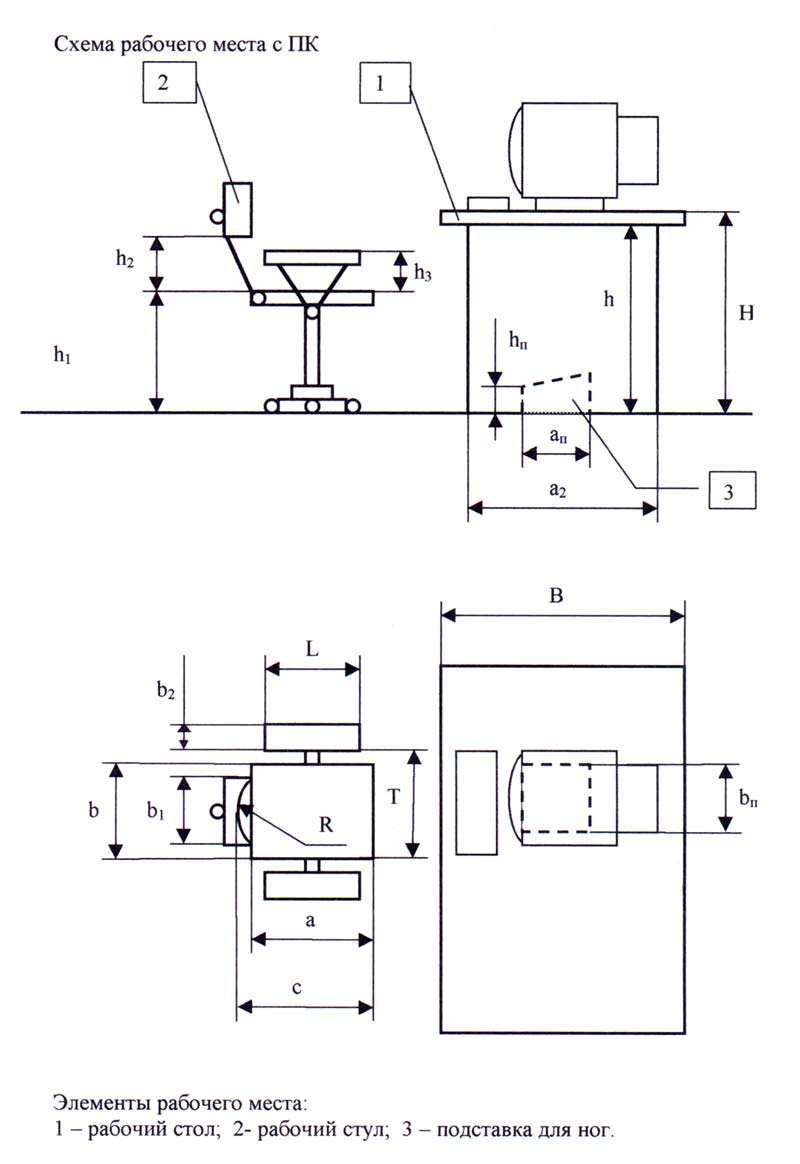 Схема рабочего места с ПК
2
1
h₂
h₃
h
H
h₁
hп
aп
a₂
3
B
L
b₂
T
b
b₁
R
bп
a
c
Элементы рабочего места:
1 – рабочий стол; 2- рабочий стул; 3 – подставка для ног.